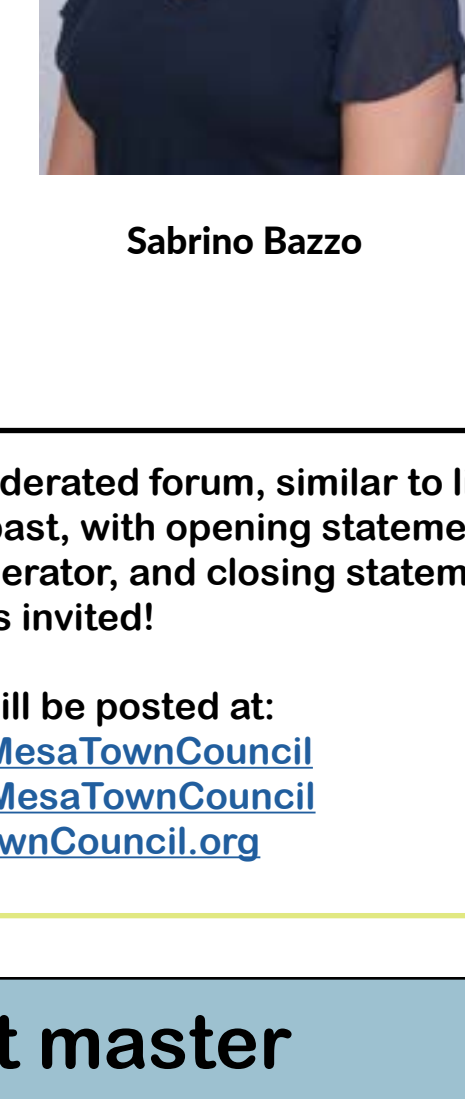 Sabrino Bazzo
derated forum, similar to l
past, with opening stateme
erator, and closing statem
s invited!
ill be posted at:
MesaTownCouncil
MesaTownCouncil
wnCouncil.org
t master